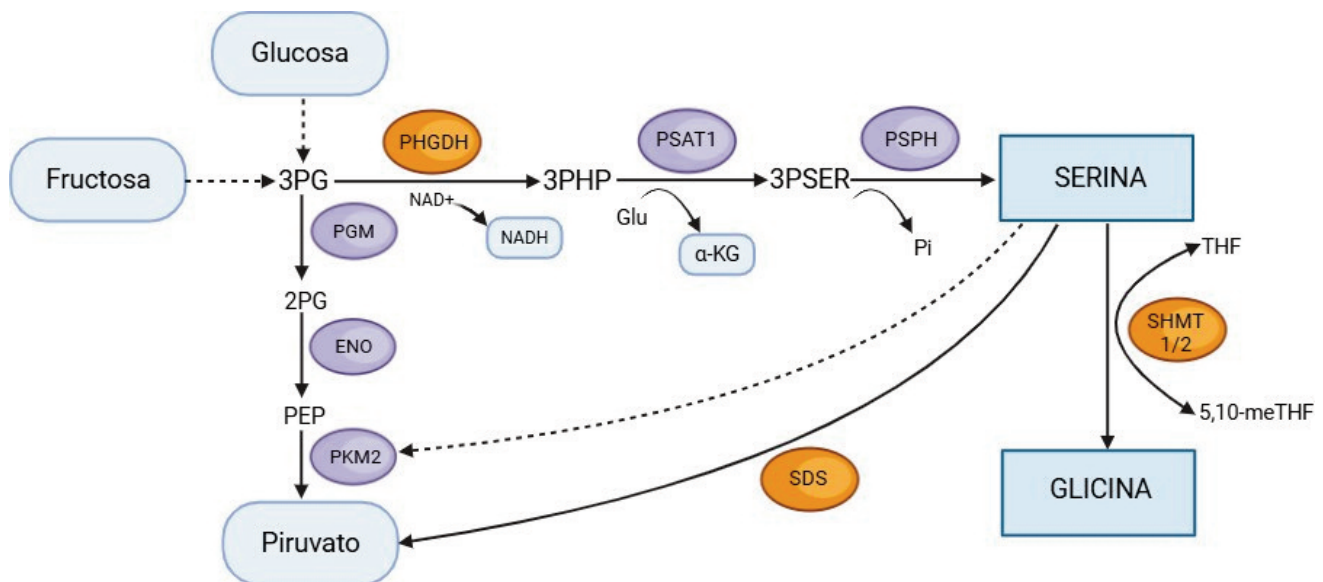 Glucosa
Fructosa
3PG
PHGDH
NAD+
NADH
3PHP
PSAT1
Glu
α-KG
3PSER
PSPH
Pi
SERINA
PGM
2PG
ENO
PEP
PKM2
Piruvato
SDS
THF
SHMT
1/2
5,10-meTHF
GLICINA